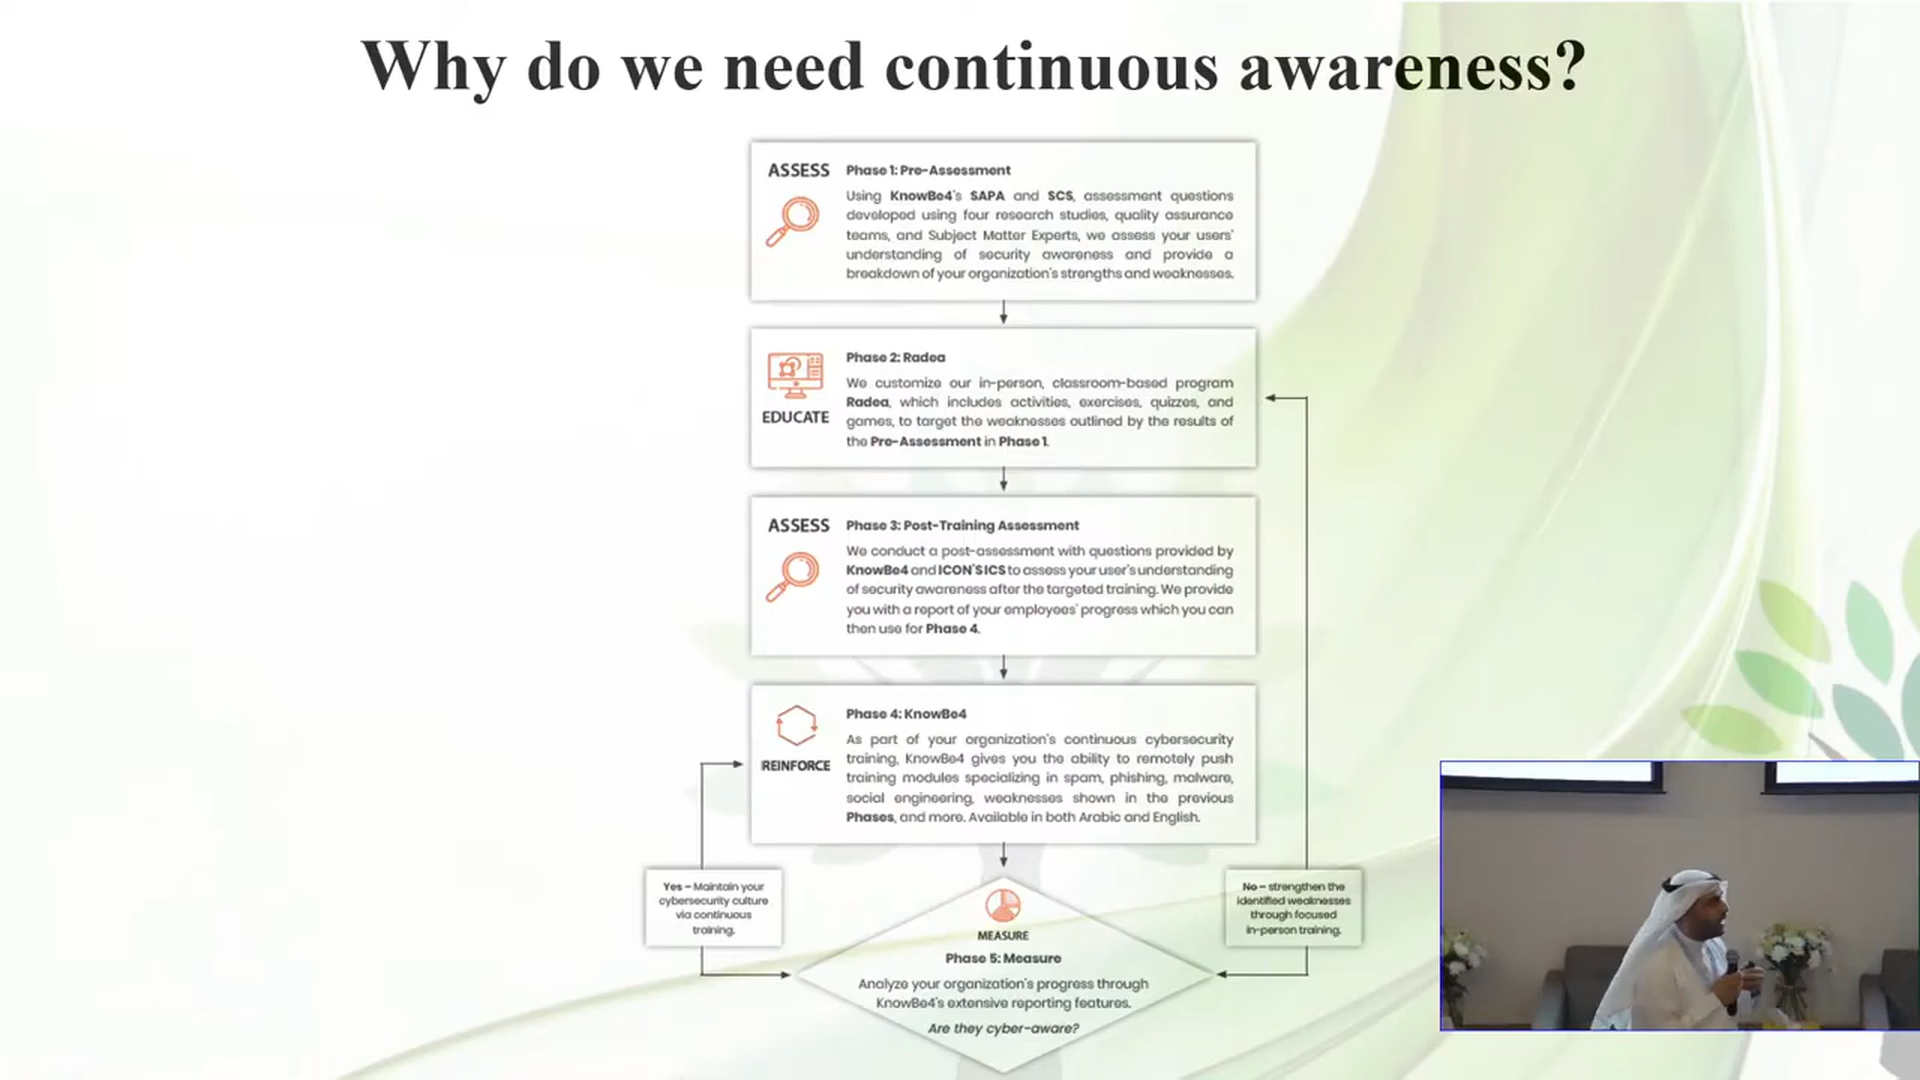 Why do we need continuous awareness?
ASSESS
Phase 1: Pre-Assessment
Using KnowBe4's SAPA and SCS, assessment questions
developed using four research studies, quality assurance
teams, and Subject Matter Experts, we assess your users'
understanding of security awareness and provide a
breakdown of your organization's strengths and weaknesses.
EDUCATE
Phase 2: Radea
We customize our in-person, classroom-based program
Radea, which includes activities, exercises, quizzes, and
games, to target the weaknesses outlined by the results of
the Pre-Assessment in Phase 1.
ASSESS
Phase 3: Post-Training Assessment
We conduct a post-assessment with questions provided by
KnowBe4 and ICON'S ICS to assess your user's understanding
of security awareness after the targeted training. We provide
you with a report of your employees' progress which you can
then use for Phase 4.
REINFORCE
Phase 4: KnowBe4
As part of your organization's continuous cybersecurity
training, KnowBe4 gives you the ability to remotely push
training modules specializing in spam, phishing, malware,
social engineering, weaknesses shown in the previous
Phases, and more. Available in both Arabic and English.
Yes – Maintain your
cybersecurity culture
via continuous
training.
No – strengthen the
identified weaknesses
through focused
in-person training.
MEASURE
Phase 5: Measure
Analyze your organization's progress through
KnowBe4's extensive reporting features.
Are they cyber-aware?